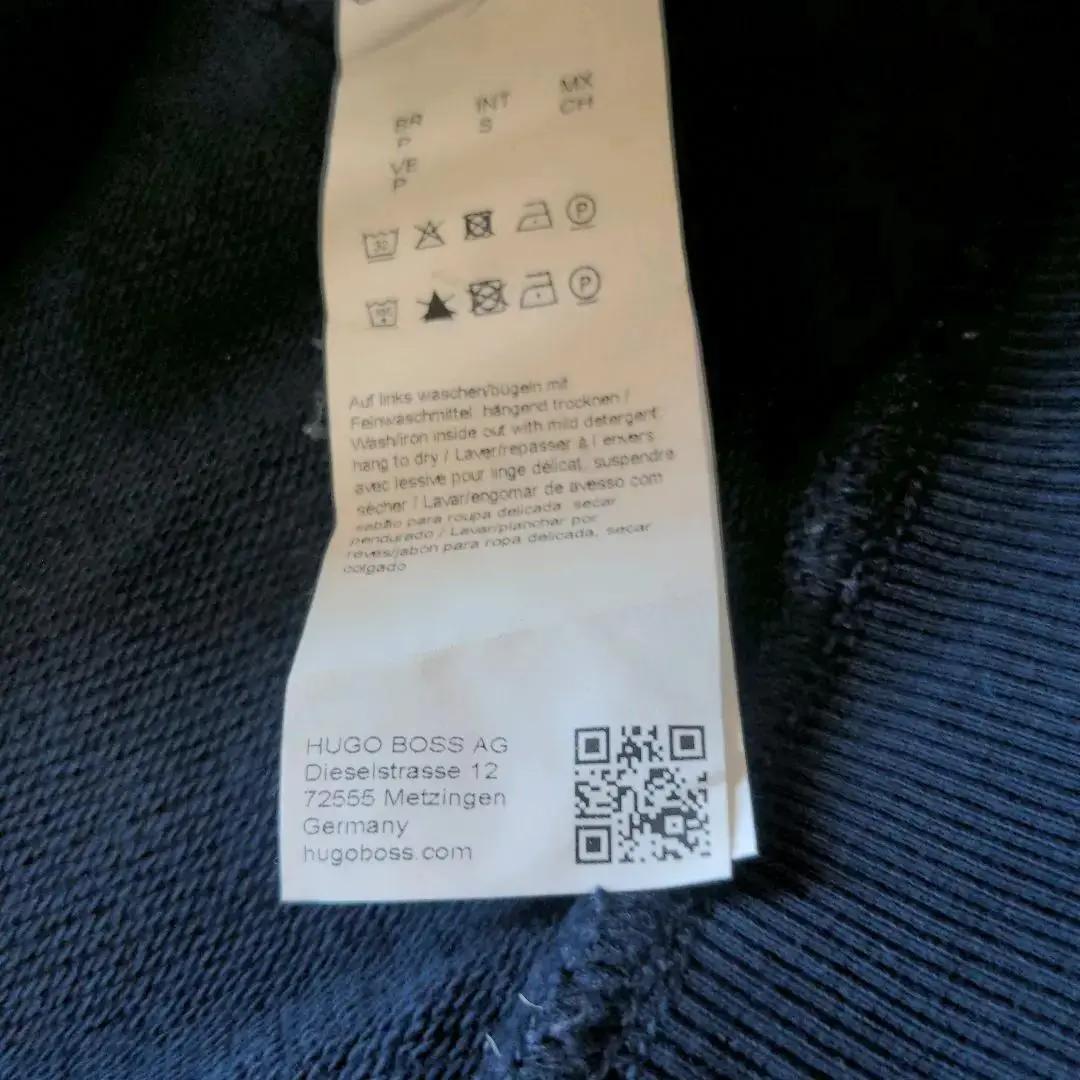 BR INT MX
P S CH
VE
P
30 P
P
Auf links waschen/bügeln mit
Feinwaschmittel, hängend trocknen /
Wash/iron inside out with mild detergent,
hang to dry / Laver/repasser à l envers
avec lessive pour linge délicat, suspendre
sécher / Lavar/engomar de avesso com
sabão para roupa delicada, secar
pendurado / Lavar/planchar por
revés/jabón para ropa delicada, secar
colgado
HUGO BOSS AG
Dieselstrasse 12
72555 Metzingen
Germany
hugoboss.com